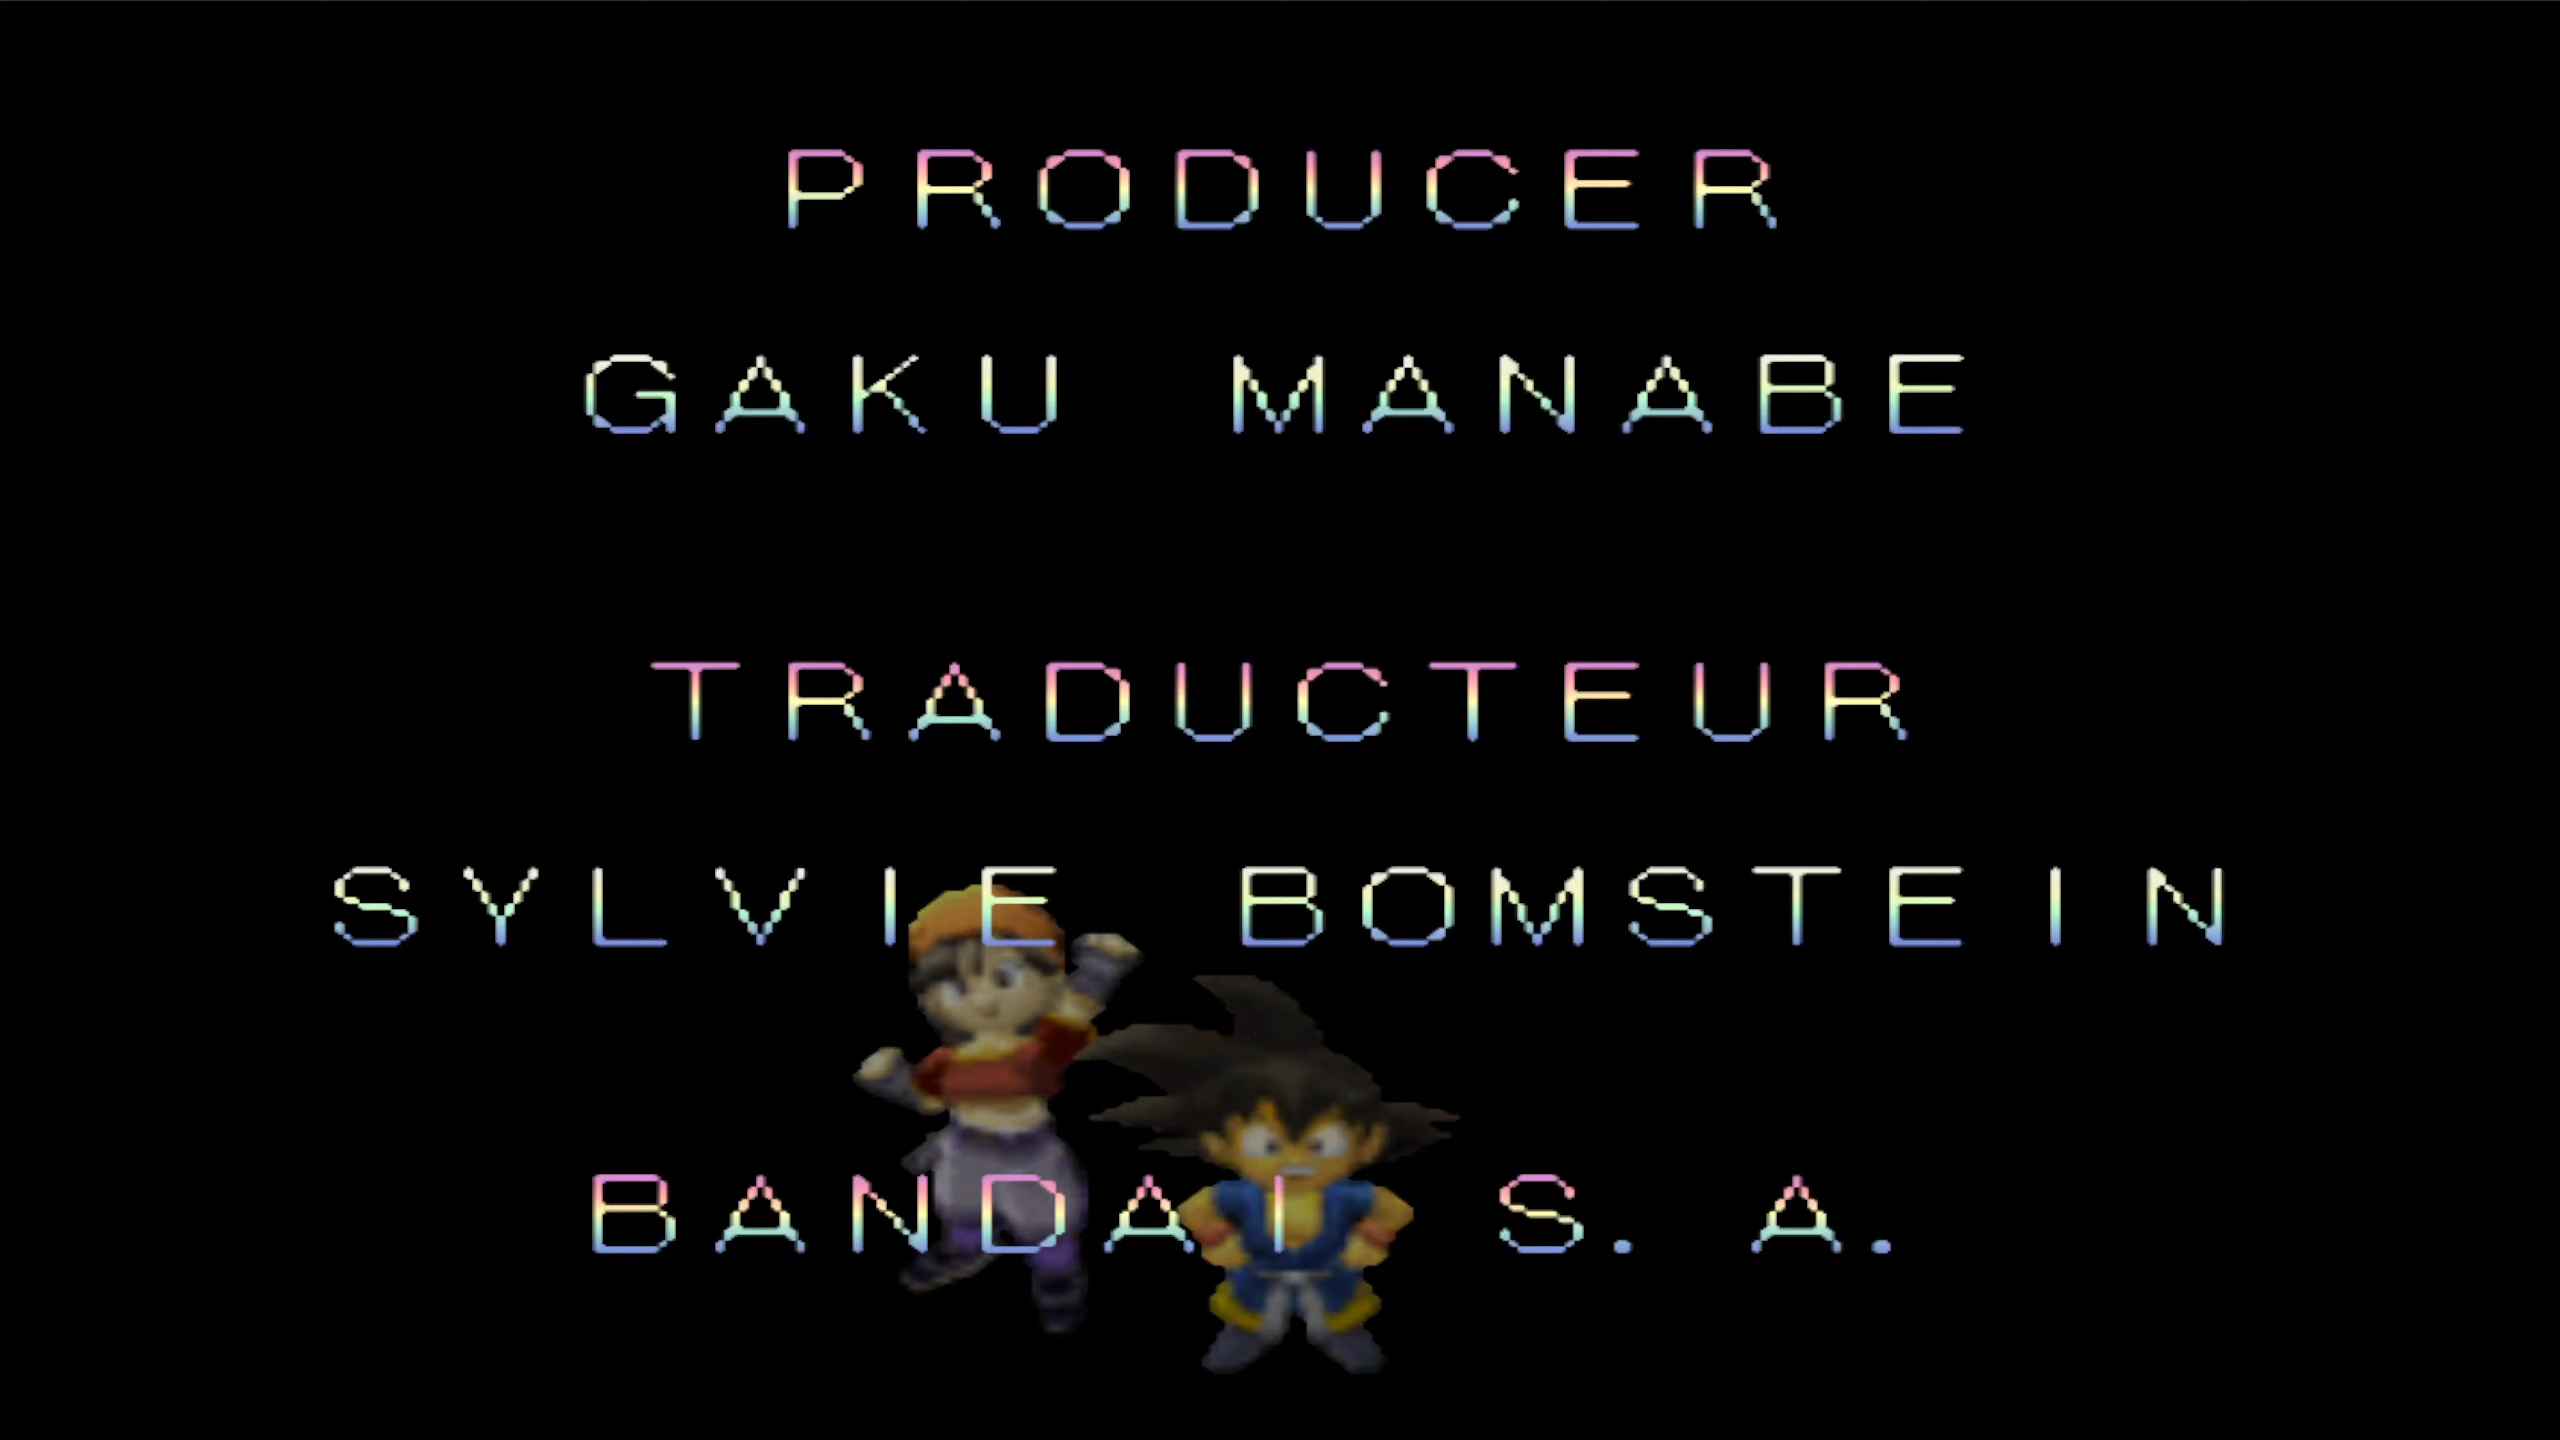 PRODUCER
GAKU MANABE
TRADUCTEUR
SYLVIE BOMSTEIN
BANDAI S. A.